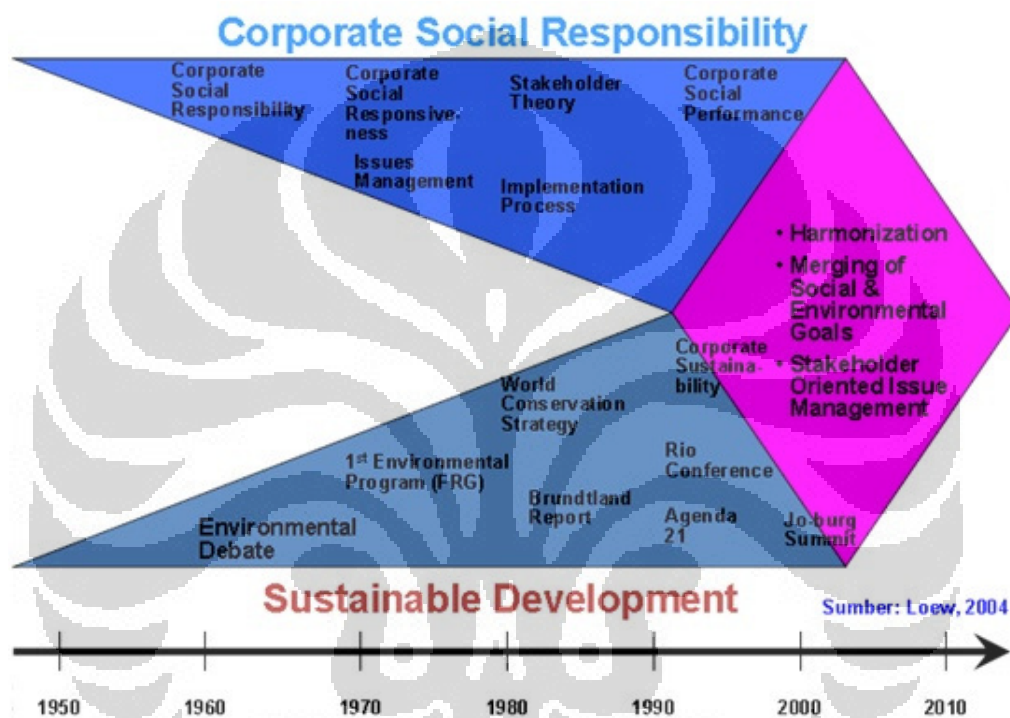 Corporate Social Responsibility
Corporate
Social
Responsibility
Corporate
Social
Responsive-
ness
Stakeholder
Theory
Corporate
Social
Performance
Issues
Management
Implementation
Process
• Harmonization
• Merging of
Social &
Environmental
Goals
• Stakeholder
Oriented Issue
Management
Corporate
Sustaina-
bility
World
Conservation
Strategy
1st Environmental
Program (FRG)
Rio
Conference
Brundtland
Report
Agenda
21
Jo-burg
Summit
Environmental
Debate
Sustainable Development
Sumber: Loew, 2004
1950 1960 1970 1980 1990 2000 2010